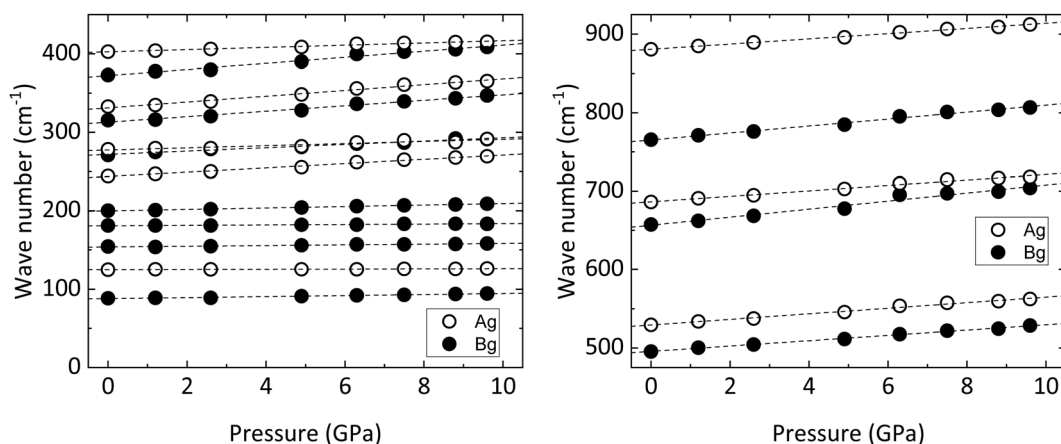 400
300
200
100
0
Wave number (cm⁻¹)
Ag
Bg
0 2 4 6 8 10
Pressure (GPa)
900
800
700
600
500
Wave number (cm⁻¹)
Ag
Bg
0 2 4 6 8 10
Pressure (GPa)